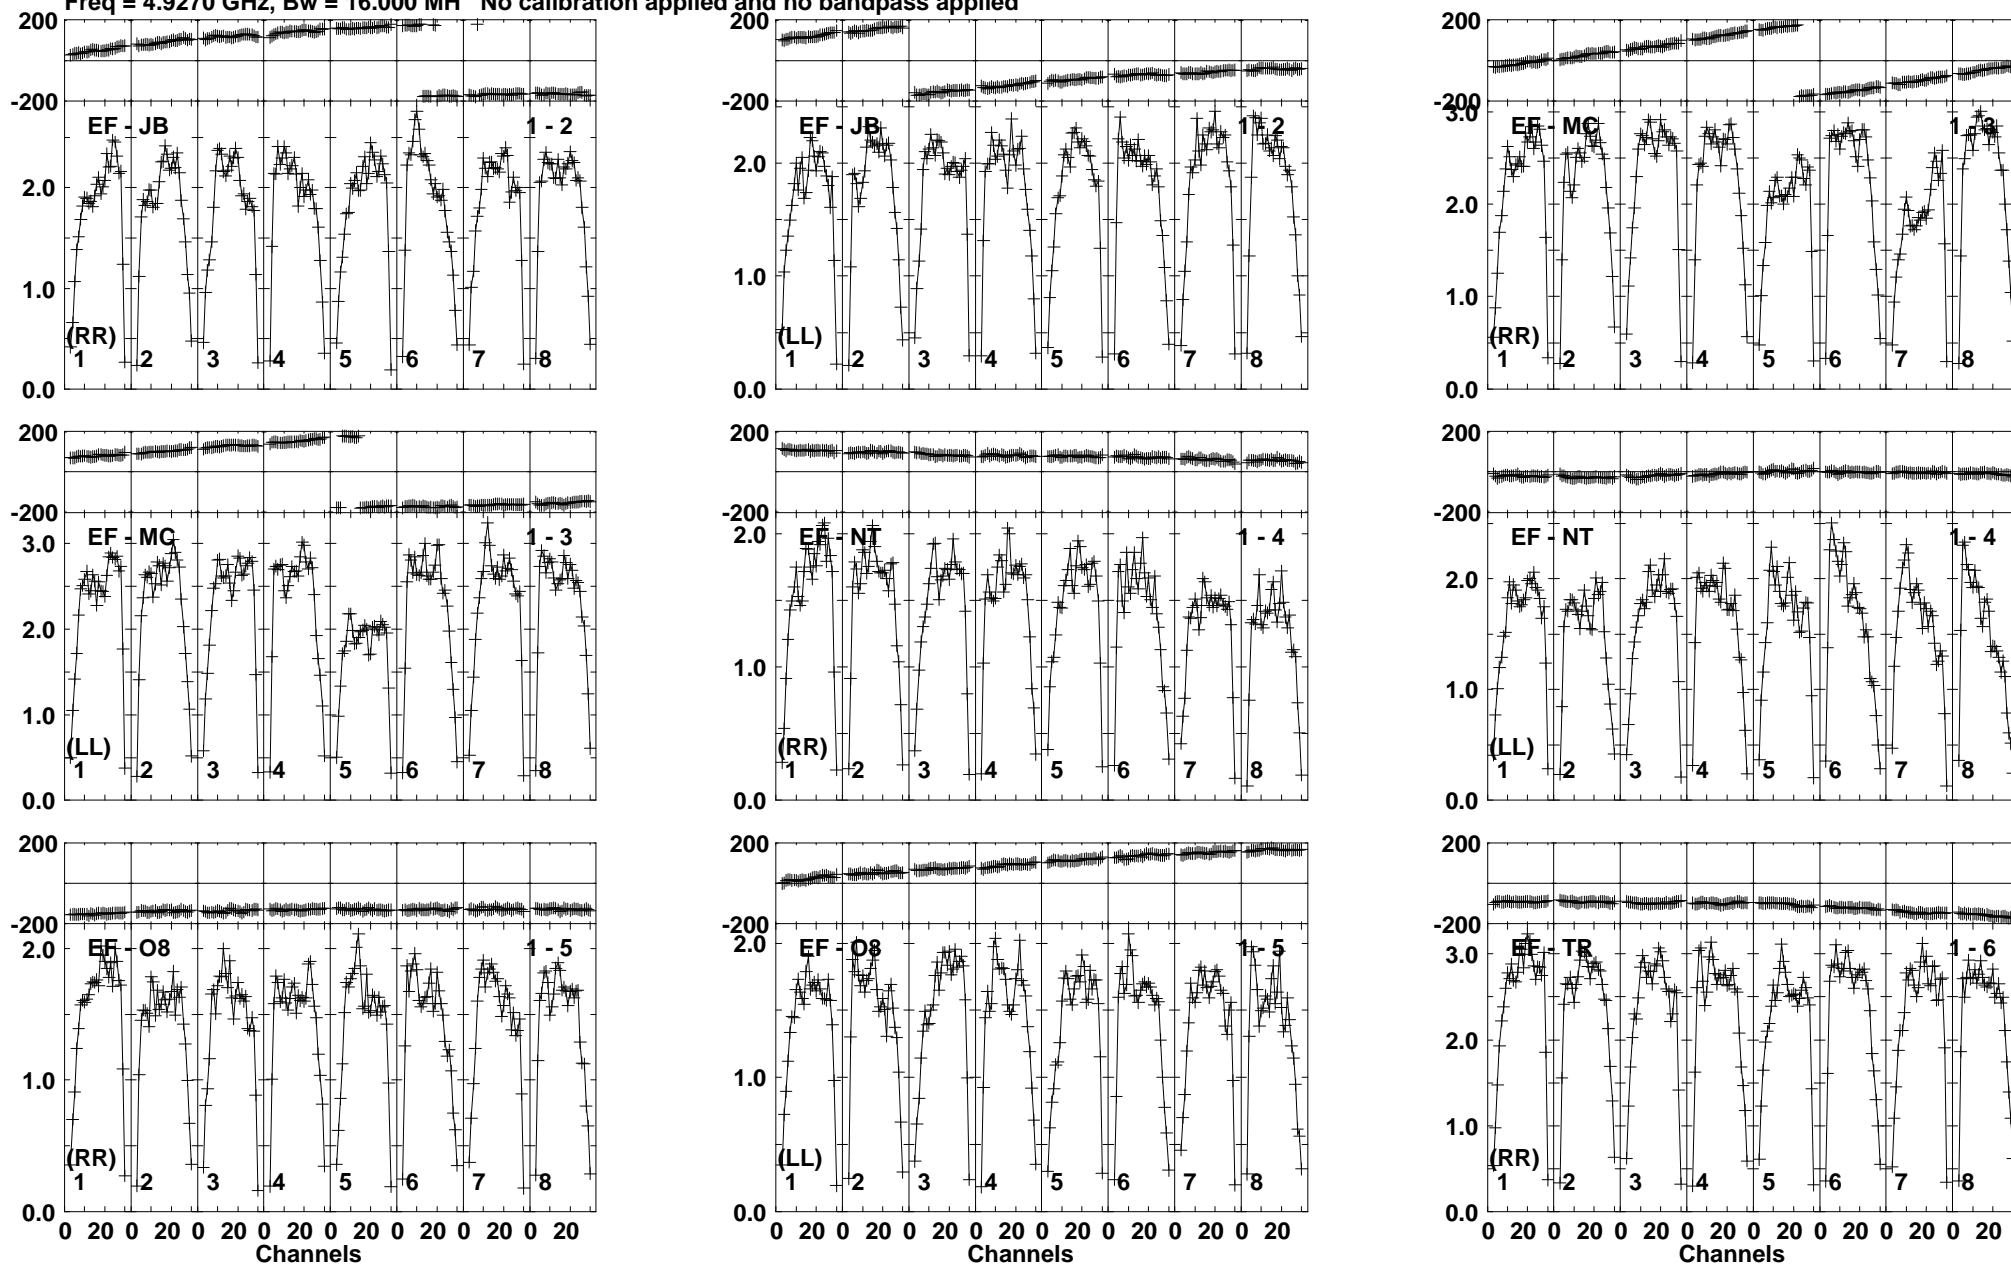 Freq = 4.9270 GHz, Bw = 16.000 MH No calibration applied and no bandpass applied
200 200 200
-200 -200 -200
EF - JB 1 - 2 EF - JB 1 - 2 EF - MC 1 - 3
3.0
2.0 2.0 2.0
1.0 1.0 1.0
(RR) (LL) (RR)
1 2 3 4 5 6 7 8 1 2 3 4 5 6 7 8 1 2 3 4 5 6 7 8
0.0 0.0 0.0
200 200 200
-200 -200 -200
EF - MC 1 - 3 EF - NT 1 - 4 EF - NT 1 - 4
3.0 2.0
2.0 2.0
1.0 1.0 1.0
(LL) (RR) (LL)
1 2 3 4 5 6 7 8 1 2 3 4 5 6 7 8 1 2 3 4 5 6 7 8
0.0 0.0 0.0
200 200 200
-200 -200 -200
EF - O8 1 - 5 EF - O8 1 - 5 EF - TR 1 - 6
2.0 2.0 3.0
2.0
1.0 1.0 1.0
(RR) (LL) (RR)
1 2 3 4 5 6 7 8 1 2 3 4 5 6 7 8 1 2 3 4 5 6 7 8
0.0 0.0 0.0
0 20 0 20 0 20 0 20 0 20 0 20 0 20 0 20 0 20 0 20 0 20 0 20 0 20 0 20 0 20 0 20 0 20 0 20 0 20 0 20 0 20 0 20 0 20 0 20
Channels Channels Channels